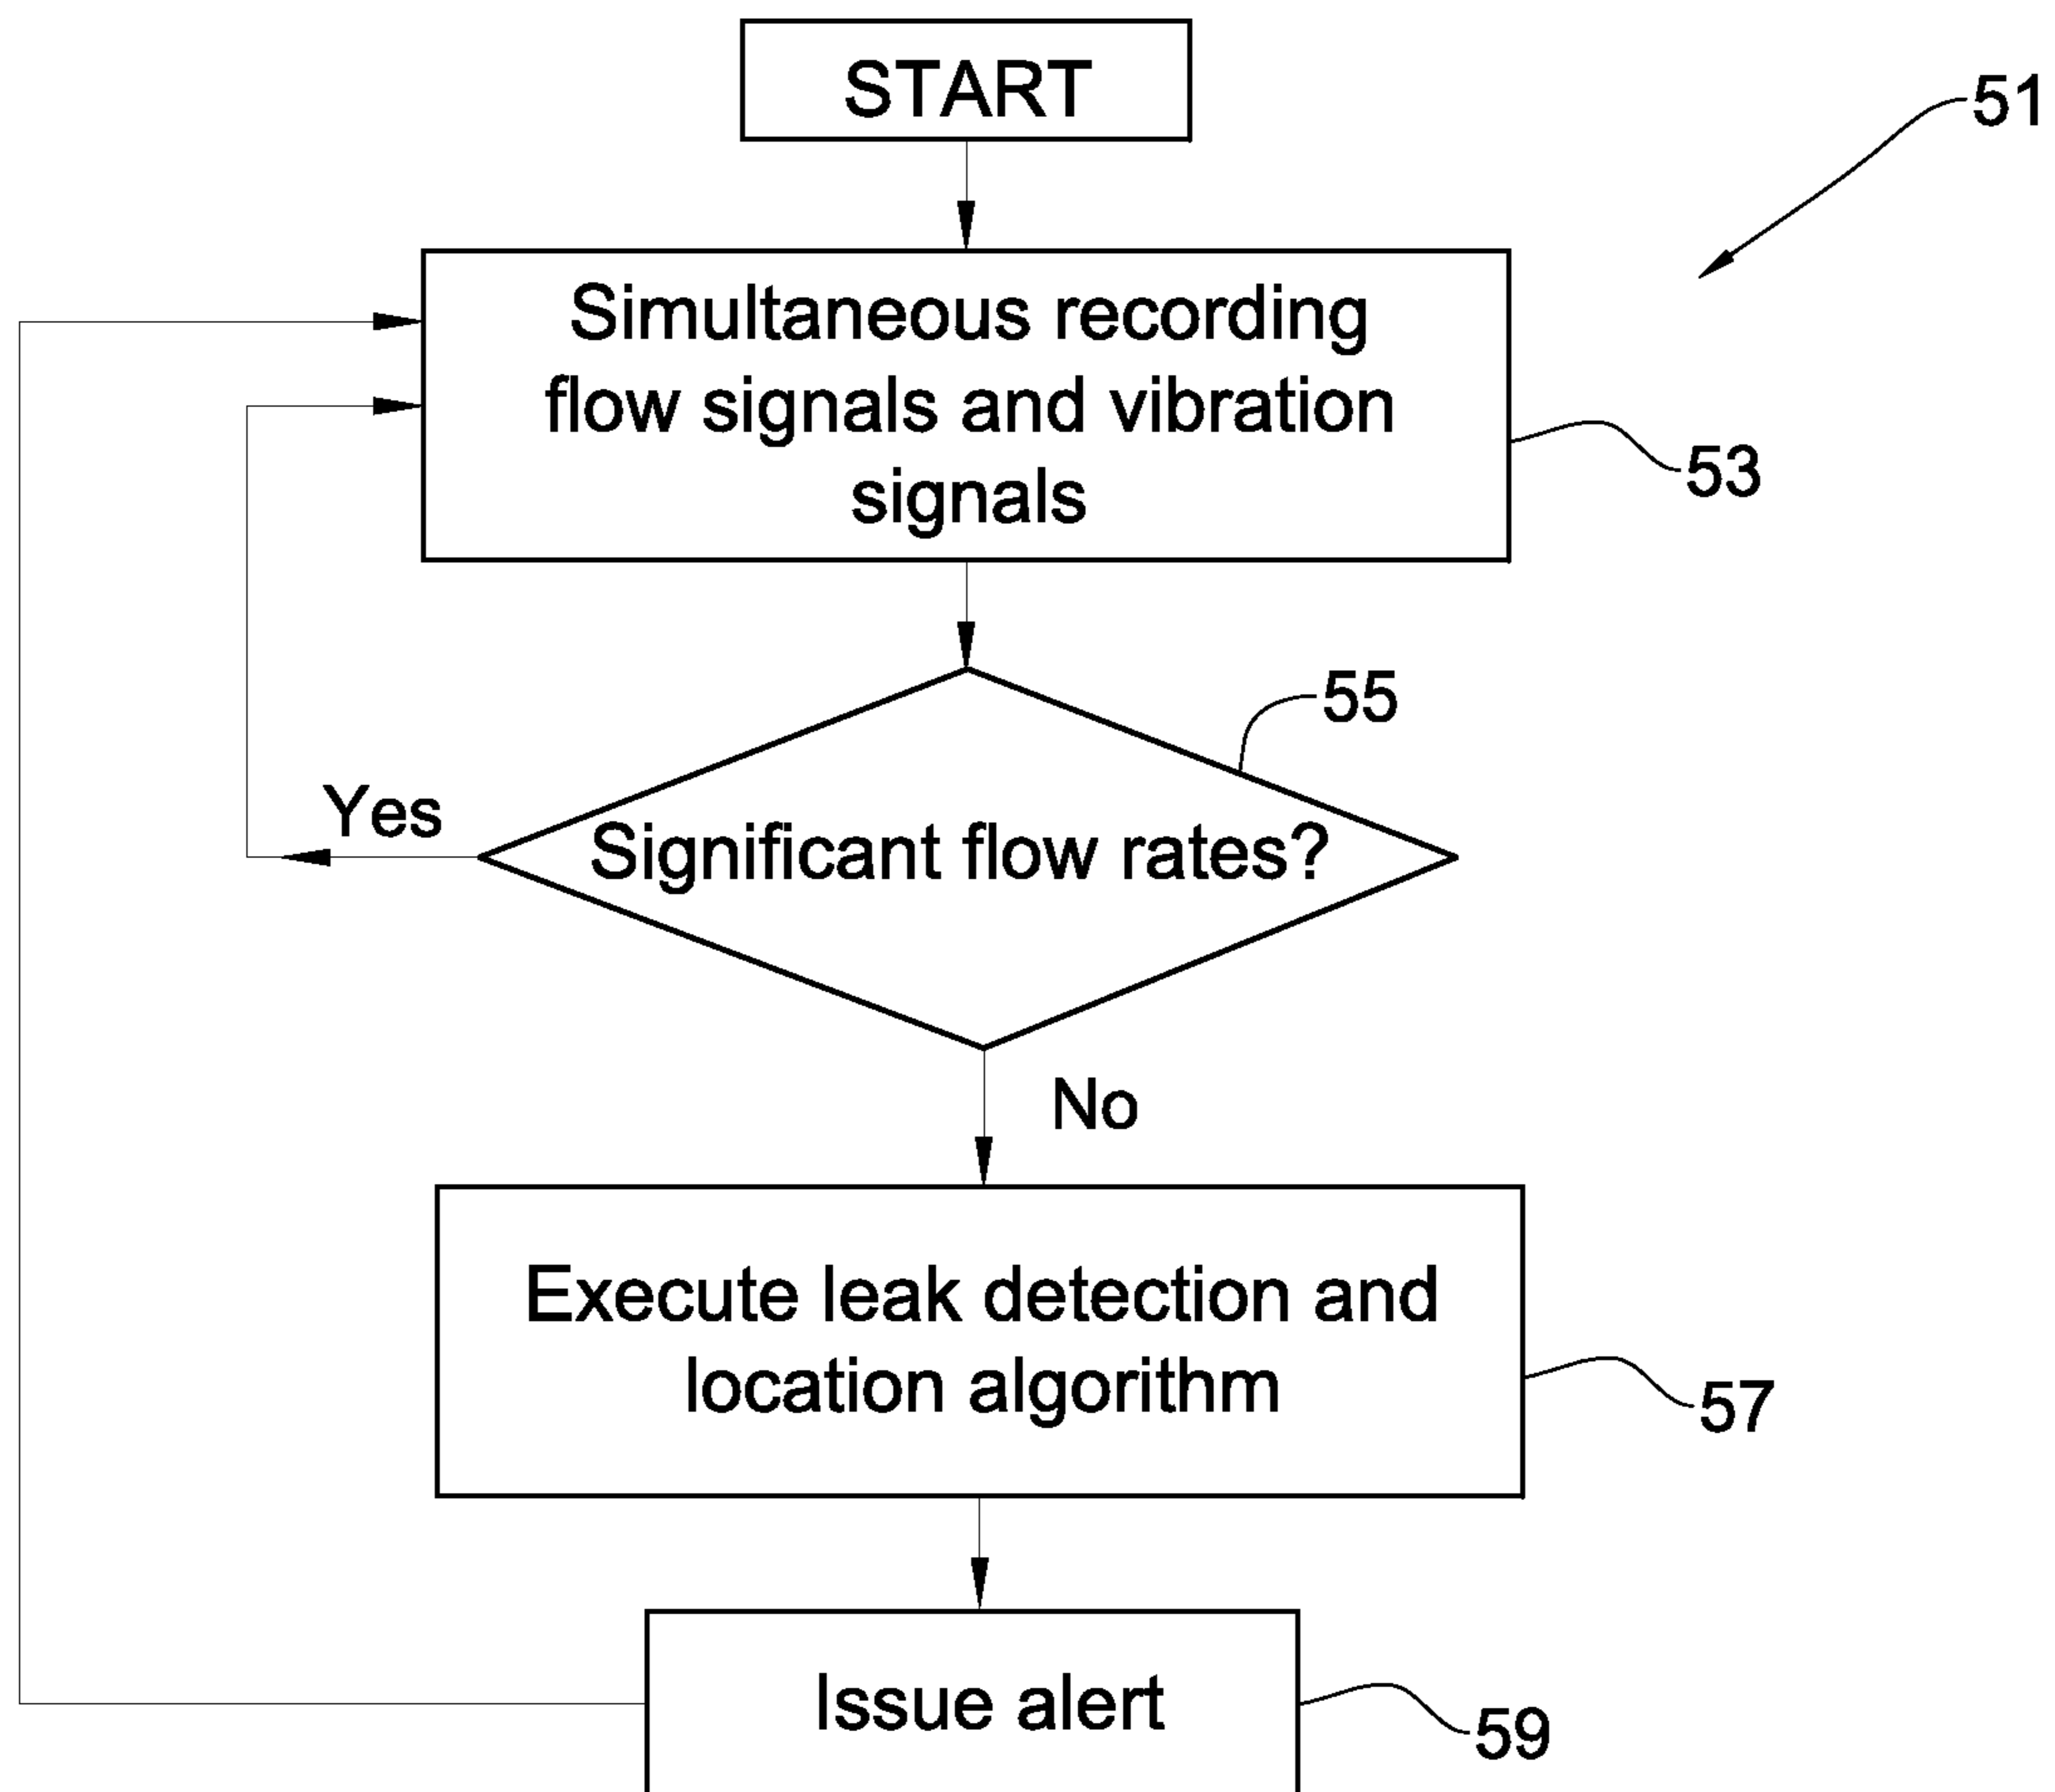 START
51
Simultaneous recording
flow signals and vibration
signals
53
55
Yes
Significant flow rates?
No
Execute leak detection and
location algorithm
57
Issue alert
59